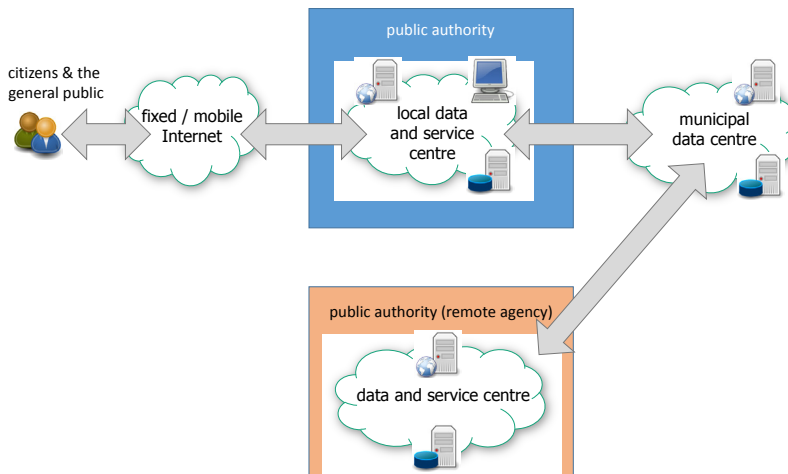 public authority
citizens & the
general public
fixed / mobile
Internet
local data
and service
centre
municipal
data centre
public authority (remote agency)
data and service centre